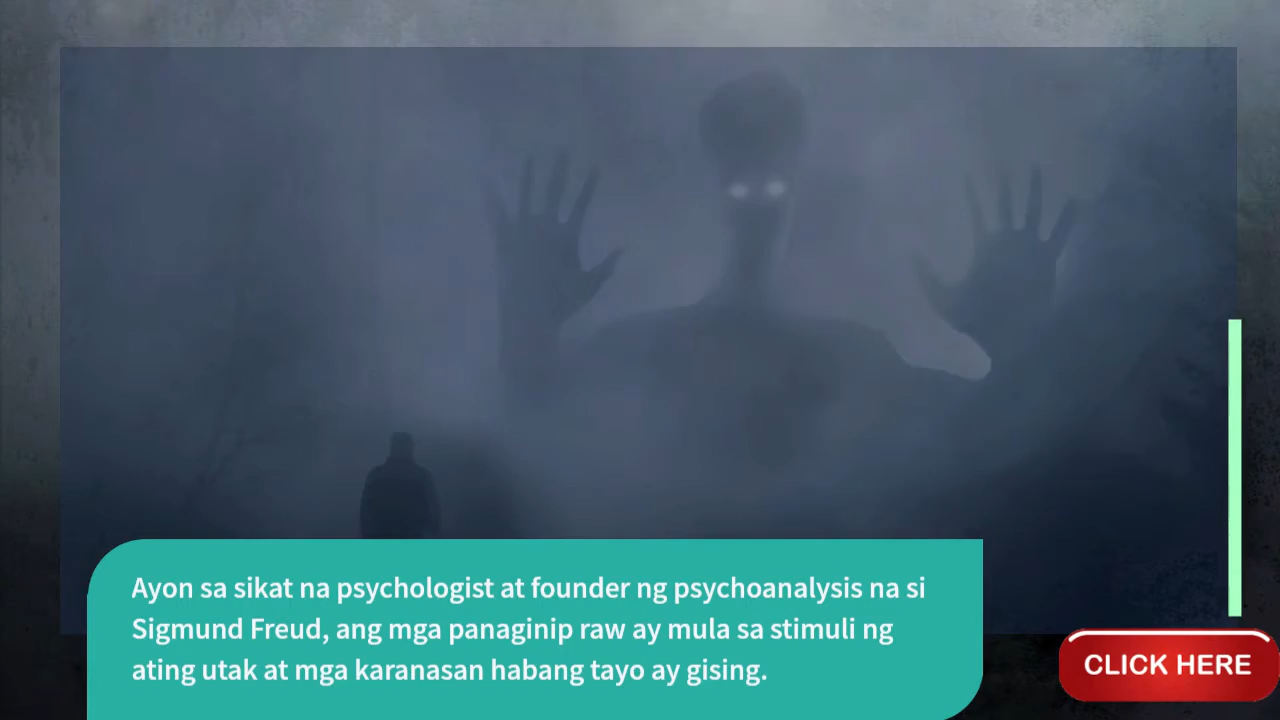 Ayon sa sikat na psychologist at founder ng psychoanalysis na si
Sigmund Freud, ang mga panaginip raw ay mula sa stimuli ng
ating utak at mga karanasan habang tayo ay gising.
CLICK HERE